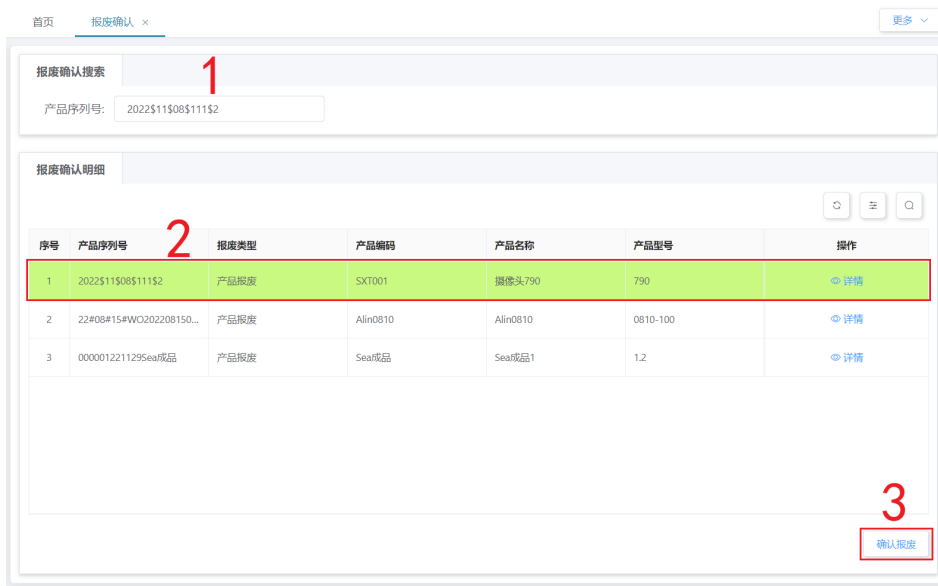 首页 报废确认 × 更多
报废确认搜索 1
产品序列号: 2022$11$08$111$2
报废确认明细
2
序号 产品序列号 报废类型 产品编码 产品名称 产品型号 操作
1 2022$11$08$111$2 产品报废 SXT001 摄像头790 790 详情
2 22#08#15#WO202208150... 产品报废 Alin0810 Alin0810 0810-100 详情
3 000001221129Sea成品 产品报废 Sea成品 Sea成品1 1.2 详情
3
确认报废